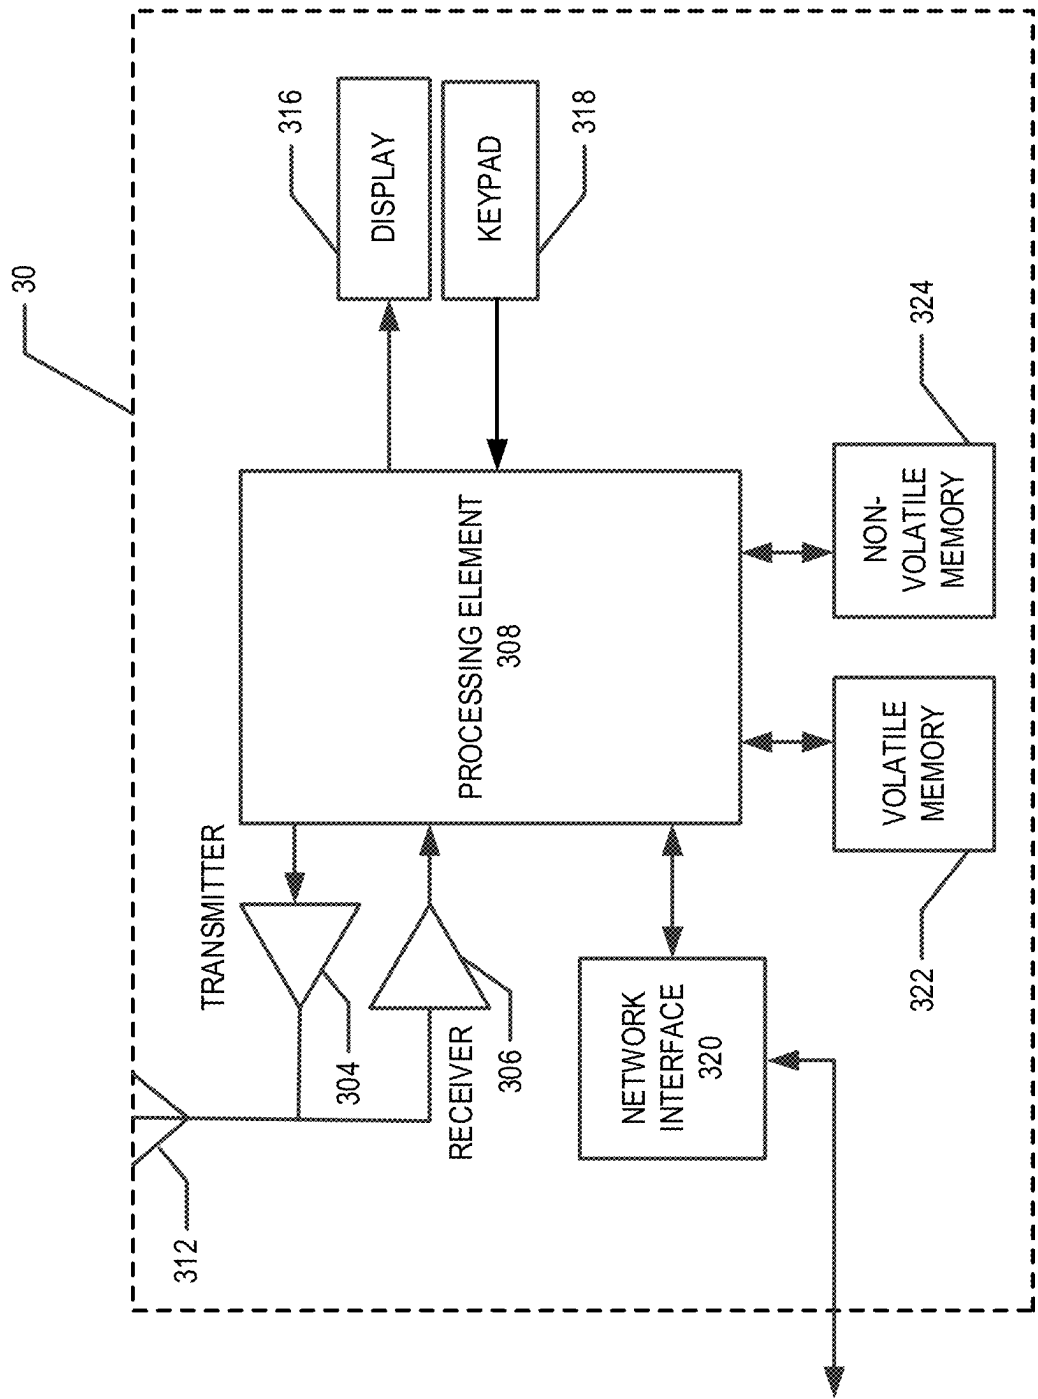 30
312
TRANSMITTER
304
RECEIVER
306
PROCESSING ELEMENT
308
316
DISPLAY
KEYPAD
318
NETWORK
INTERFACE
320
VOLATILE
MEMORY
322
NON-
VOLATILE
MEMORY
324